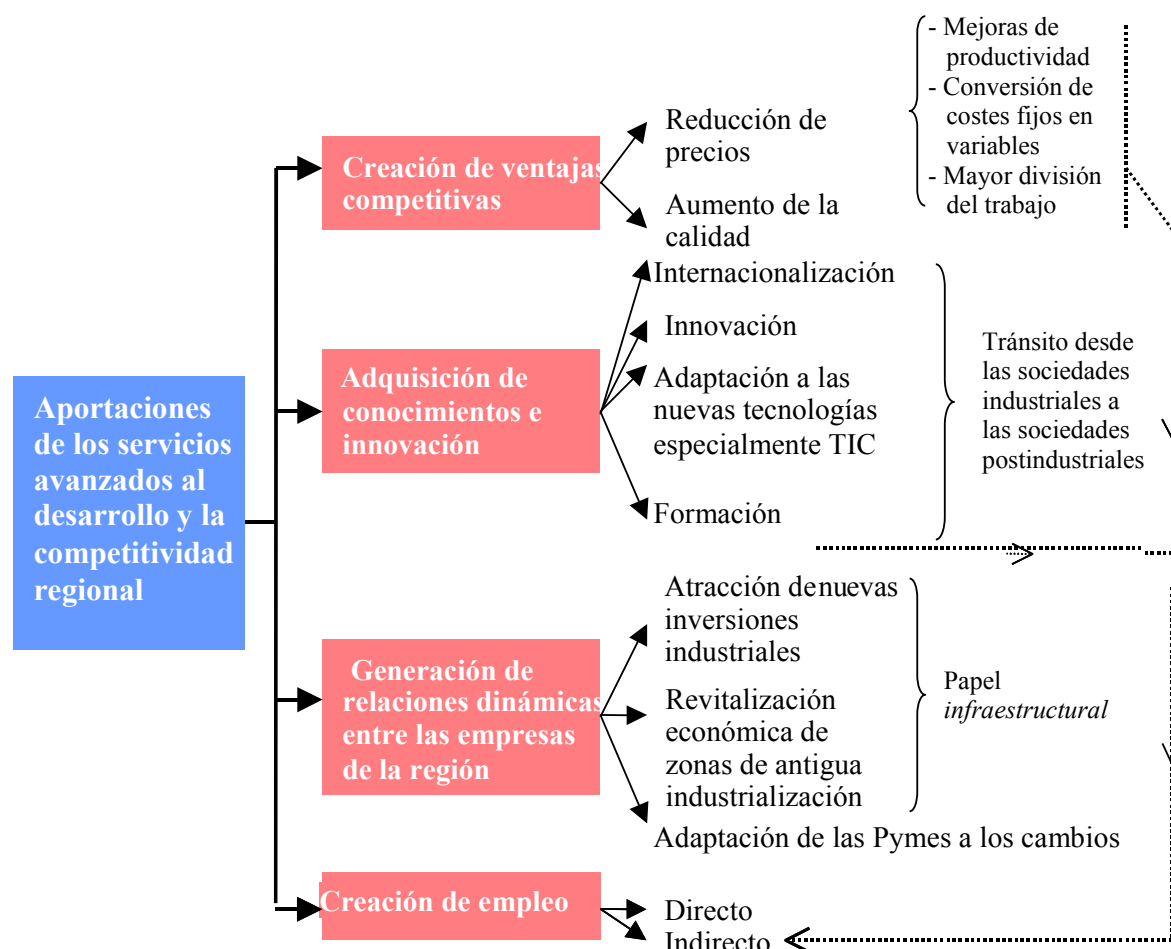 Aportaciones
de los servicios
avanzados al
desarrollo y la
competitividad
regional
Creación de ventajas
competitivas
Reducción de
precios
- Mejoras de
productividad
- Conversión de
costes fijos en
variables
- Mayor división
del trabajo
Aumento de la
calidad
Adquisición de
conocimientos e
innovación
Internacionalización
Innovación
Adaptación a las
nuevas tecnologías
especialmente TIC
Formación
Tránsito desde
las sociedades
industriales a
las sociedades
postindustriales
Generación de
relaciones dinámicas
entre las empresas
de la región
Atracción denuevas
inversiones
industriales
Revitalización
económica de
zonas de antigua
industrialización
Papel
infraestructural
Adaptación de las Pymes a los cambios
Creación de empleo
Directo
Indirecto